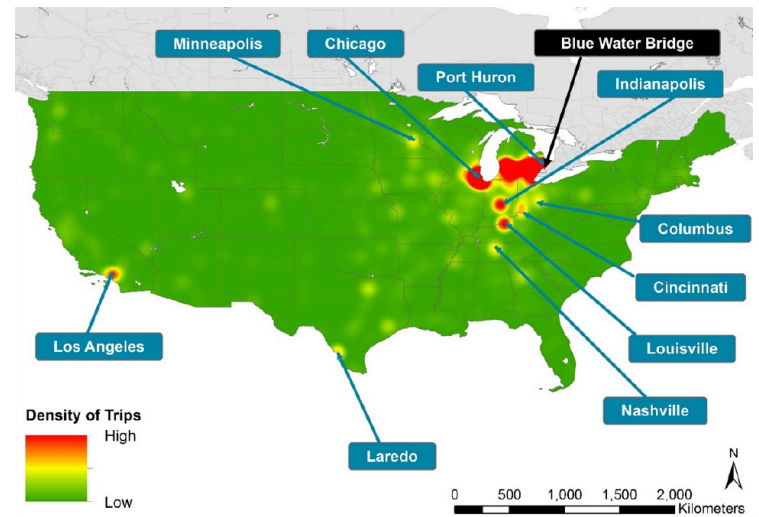 Minneapolis
Chicago
Blue Water Bridge
Port Huron
Indianapolis
Columbus
Cincinnati
Louisville
Nashville
Los Angeles
Laredo
Density of Trips
High
Low
N
0 500 1,000 1,500 2,000
Kilometers